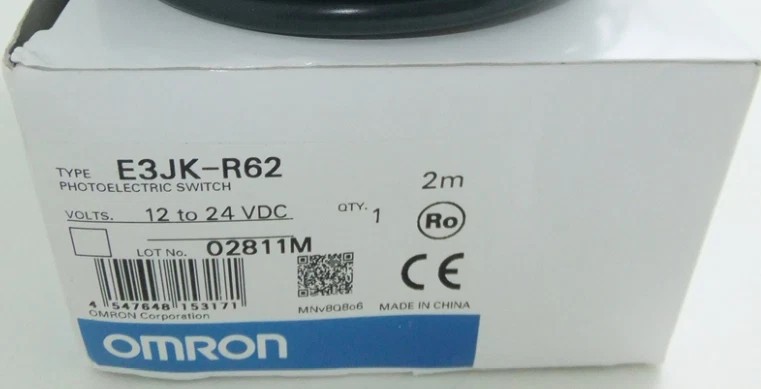 TYPE E3JK-R62
PHOTOELECTRIC SWITCH
2m
VOLTS. 12 to 24 VDC
QTY. 1
Ro
LOT No. 02811M
CE
4 547648 153171
MNv8Q8o6
MADE IN CHINA
OMRON Corporation
OMRON